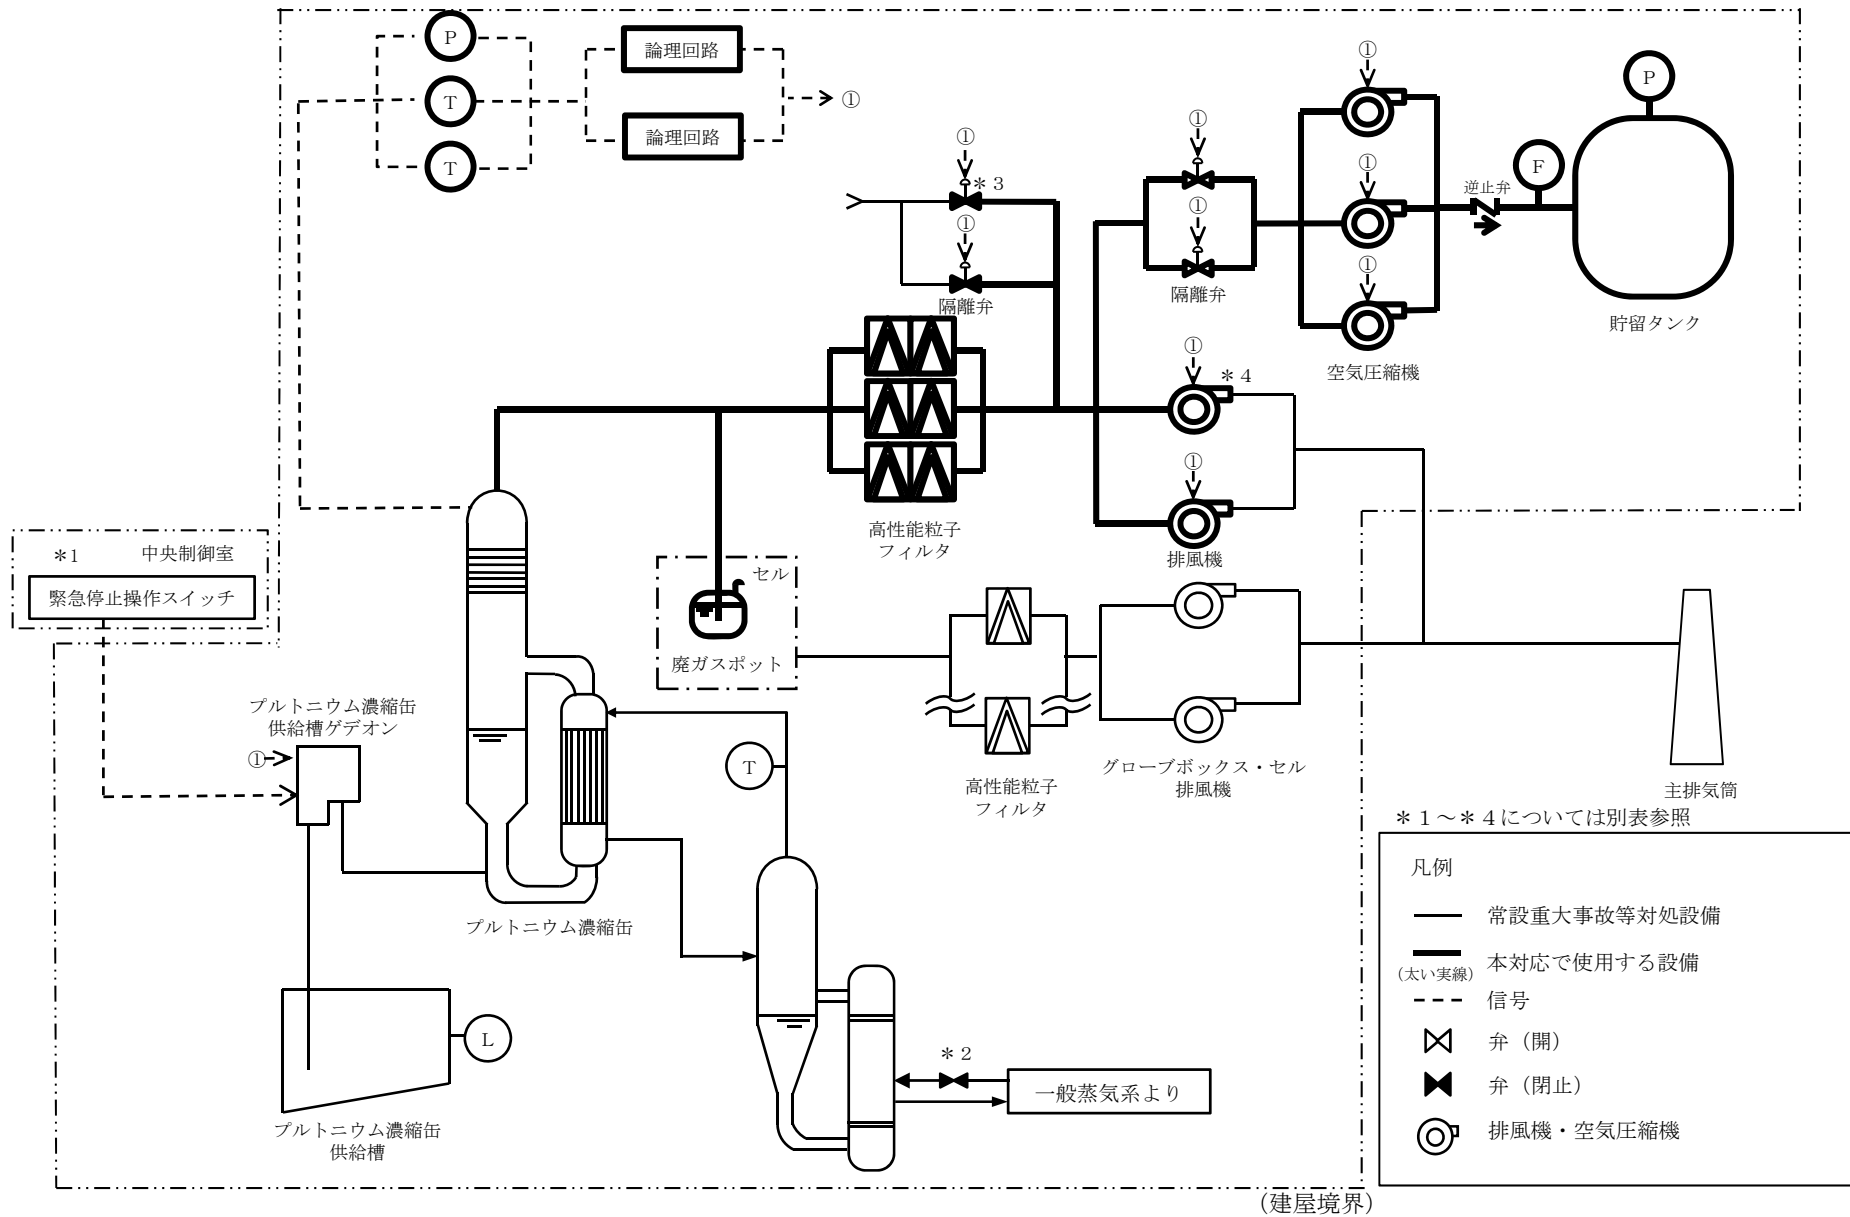 P
T
T
論理回路
論理回路
①
①
＊3
①
隔離弁
①
①
隔離弁
①
①
①
空気圧縮機
P
F
逆止弁
貯留タンク
①
＊4
①
排風機
高性能粒子
フィルタ
セル
廃ガスポット
＊1
中央制御室
緊急停止操作スイッチ
プルトニウム濃縮缶
供給槽ゲデオン
①
T
高性能粒子
フィルタ
グローブボックス・セル
排風機
主排気筒
プルトニウム濃縮缶
L
プルトニウム濃縮缶
供給槽
＊2
一般蒸気系より
＊1～＊4については別表参照
凡例
常設重大事故等対処設備
本対応で使用する設備
（太い実線）
信号
弁（開）
弁（閉止）
排風機・空気圧縮機
（建屋境界）